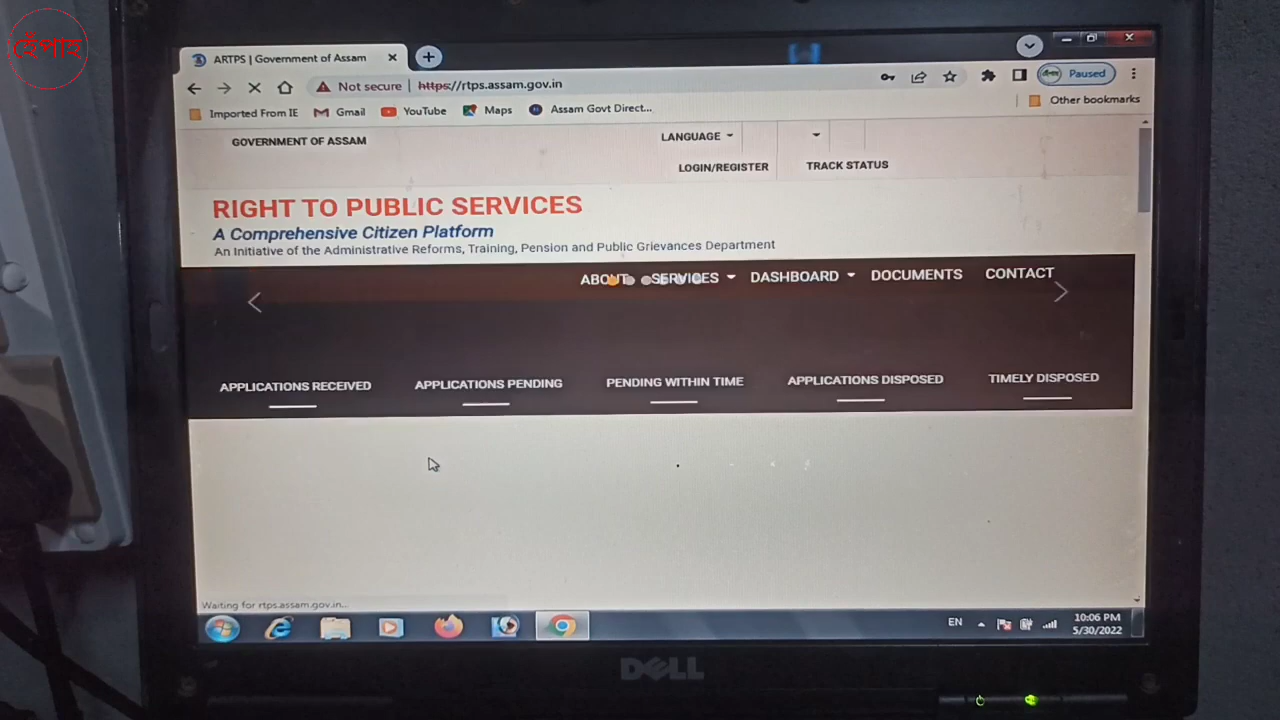 হেঁপাহ
ARTPS | Government of Assam
Not secure | https://rtps.assam.gov.in
Paused
Imported From IE Gmail YouTube Maps Assam Govt Direct... Other bookmarks
GOVERNMENT OF ASSAM LANGUAGE
LOGIN/REGISTER TRACK STATUS
RIGHT TO PUBLIC SERVICES
A Comprehensive Citizen Platform
An Initiative of the Administrative Reforms, Training, Pension and Public Grievances Department
ABOUT SERVICES DASHBOARD DOCUMENTS CONTACT
APPLICATIONS RECEIVED APPLICATIONS PENDING PENDING WITHIN TIME APPLICATIONS DISPOSED TIMELY DISPOSED
Waiting for rtps.assam.gov.in...
EN 10:06 PM
5/30/2022
DELL